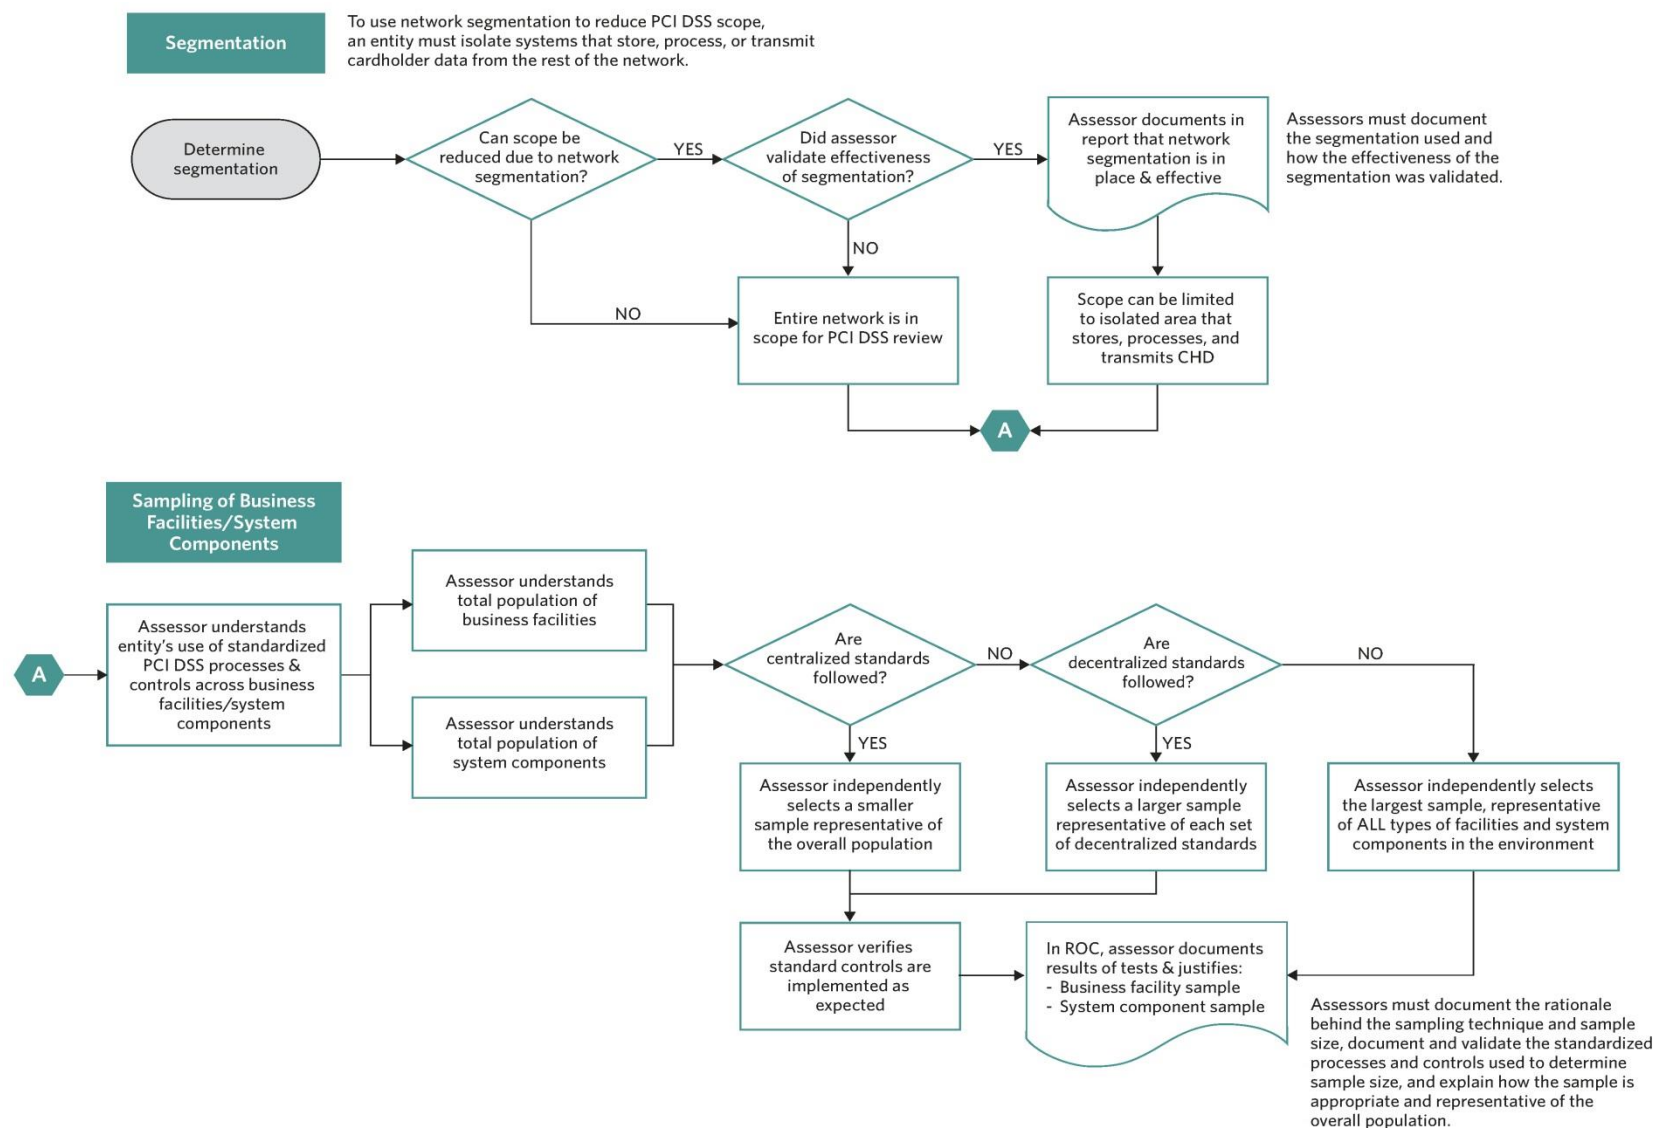 Segmentation
To use network segmentation to reduce PCI DSS scope,
an entity must isolate systems that store, process, or transmit
cardholder data from the rest of the network.
Determine
segmentation
Can scope be
reduced due to network
segmentation?
YES
Did assessor
validate effectiveness
of segmentation?
YES
Assessor documents in
report that network
segmentation is in
place & effective
Assessors must document
the segmentation used and
how the effectiveness of the
segmentation was validated.
NO
NO
Entire network is in
scope for PCI DSS review
Scope can be limited
to isolated area that
stores, processes, and
transmits CHD
A
Sampling of Business
Facilities/System
Components
A
Assessor understands
entity's use of standardized
PCI DSS processes &
controls across business
facilities/system
components
Assessor understands
total population of
business facilities
Assessor understands
total population of
system components
Are
centralized standards
followed?
NO
Are
decentralized standards
followed?
NO
YES
YES
Assessor independently
selects a smaller
sample representative of
the overall population
Assessor independently
selects a larger sample
representative of each set
of decentralized standards
Assessor independently selects
the largest sample, representative
of ALL types of facilities and system
components in the environment
Assessor verifies
standard controls are
implemented as
expected
In ROC, assessor documents
results of tests & justifies:
- Business facility sample
- System component sample
Assessors must document the rationale
behind the sampling technique and sample
size, document and validate the standardized
processes and controls used to determine
sample size, and explain how the sample is
appropriate and representative of the
overall population.